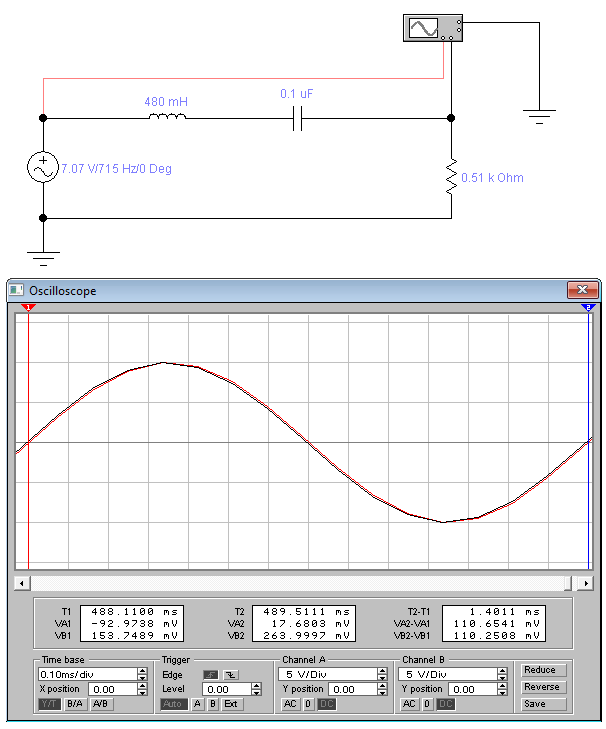 480 mH
0.1 uF
7.07 V/715 Hz/0 Deg
0.51 k Ohm
Oscilloscope
1 2
T1 488.1100 ms T2 489.5111 ms T2-T1 1.4011 ms
VA1 -92.9738 mV VA2 17.6803 mV VA2-VA1 110.6541 mV
VB1 153.7489 mV VB2 263.9997 mV VB2-VB1 110.2508 mV
Time base Trigger Channel A Channel B Reduce
0.10ms/div Edge 5 V/Div 5 V/Div
X position 0.00 Level 0.00 Y position 0.00 Y position 0.00 Reverse
Y/T B/A A/B Auto A B Ext AC 0 DC AC 0 DC Save